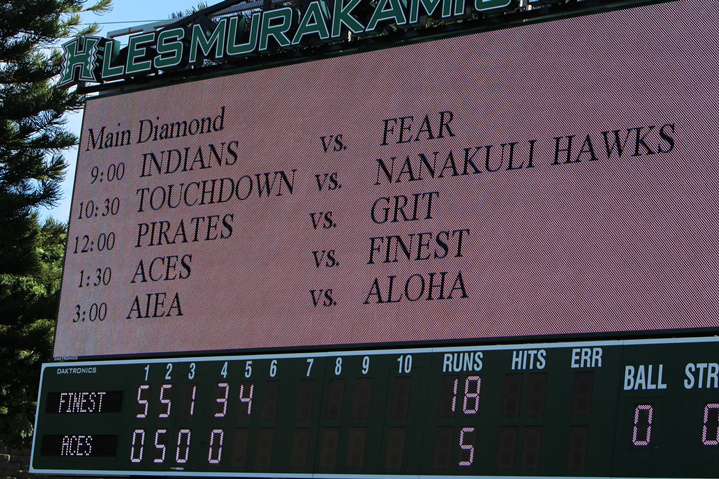 H LES MURAKAMI
Main Diamond
9:00 INDIANS vs. FEAR
10:30 TOUCHDOWN vs. NANAKULI HAWKS
12:00 PIRATES vs. GRIT
1:30 ACES vs. FINEST
3:00 AIEA vs. ALOHA
DAKTRONICS
DAKTRONICS 1 2 3 4 5 6 7 8 9 10 RUNS HITS ERR BALL
FINEST 5 5 1 3 4 18 0
ACES 0 5 0 0 5